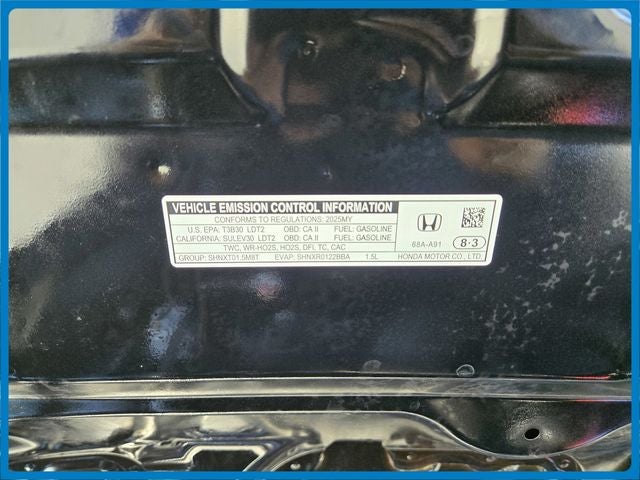 VEHICLE EMISSION CONTROL INFORMATION
CONFORMS TO REGULATIONS: 2025MY
U.S. EPA: T3B30 LDT2 OBD: CA II FUEL: GASOLINE
CALIFORNIA: SULEV30 LDT2 OBD: CA II FUEL: GASOLINE
TWC, WR-HO2S, HO2S, DFI, TC, CAC
GROUP: SHNXT01.5M8T EVAP: SHNXR0122BBA 1.5L
68A-A91
8·3
HONDA MOTOR CO., LTD.